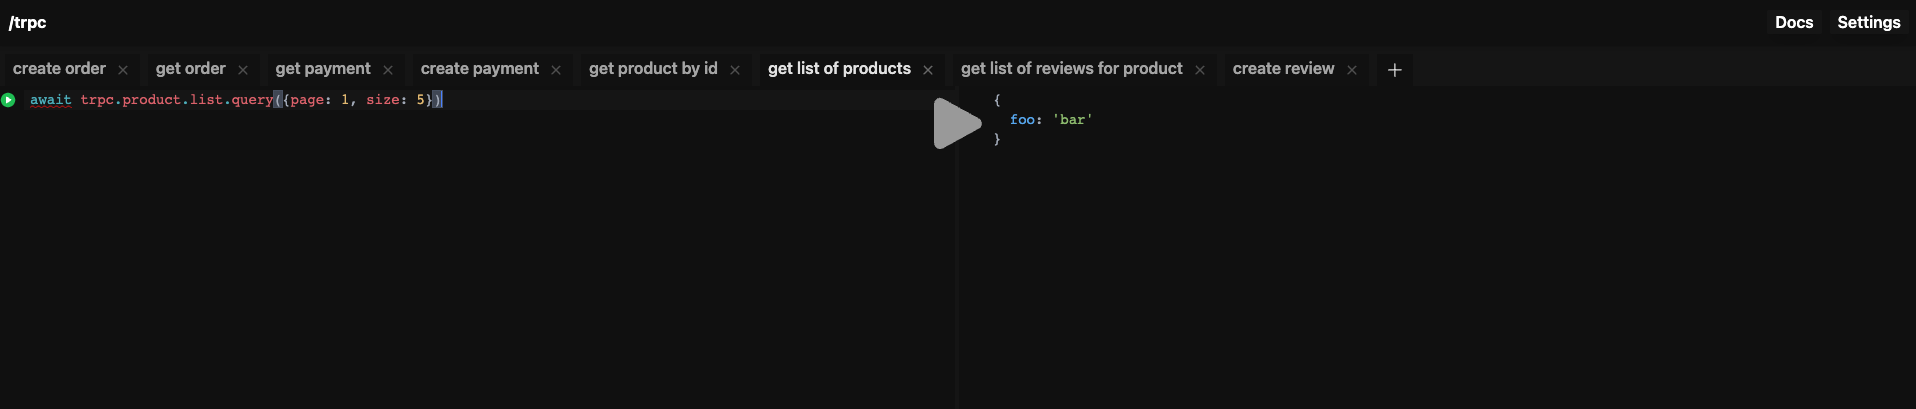 /trpc Docs Settings
create order × get order × get payment × create payment × get product by id × get list of products × get list of reviews for product × create review × +
await trpc.product.list.query({page: 1, size: 5})
{
foo: 'bar'
}